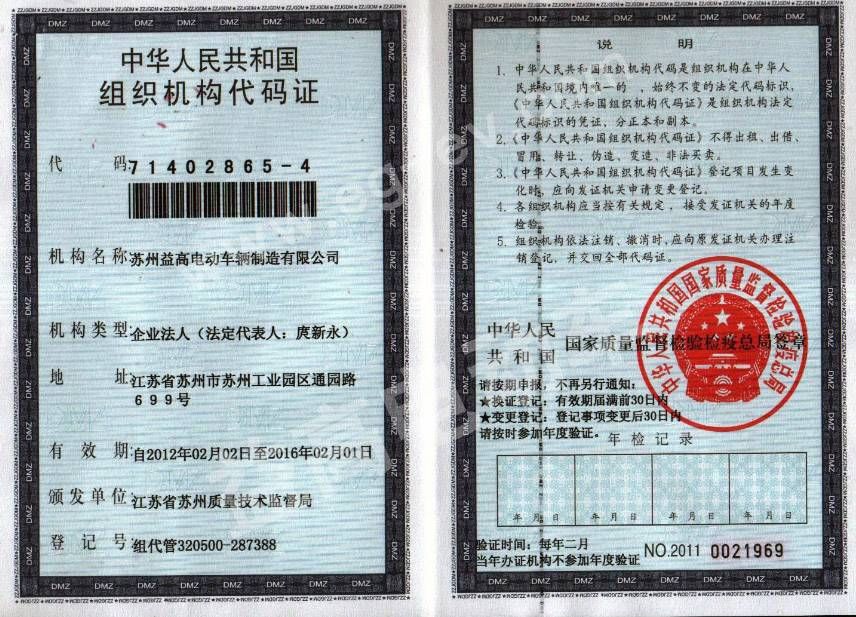 中华人民共和国
组织机构代码证
代 码 71402865-4
机构名称 苏州益高电动车辆制造有限公司
机构类型 企业法人（法定代表人：庹新永）
地 址 江苏省苏州市苏州工业园区通园路
699号
有 效 期 自2012年02月02日至2016年02月01日
颁发单位 江苏省苏州质量技术监督局
登 记 号 组代管320500-287388
说 明
1. 中华人民共和国组织机构代码是组织机构在中华人
民共和国境内唯一的、始终不变的法定代码标识，
《中华人民共和国组织机构代码证》是组织机构法定
代码标识的凭证，分正本和副本。
2. 《中华人民共和国组织机构代码证》不得出租、出借、
冒用、转让、伪造、变造、非法买卖。
3. 《中华人民共和国组织机构代码证》登记项目发生变
化时，应向发证机关申请变更登记。
4. 各组织机构应当按有关规定，接受发证机关的年度
检验。
5. 组织机构依法注销、撤消时，应向原发证机关办理注
销登记，并交回全部代码证。
中华人民
共和国 国家质量监督检验检疫总局签章
中华人民共和国国家质量监督检验检疫总局
请按期申报，不再另行通知：
★换证登记：有效期届满前30日内
★变更登记：登记事项变更后30日内
请按时参加年度验证。
年检记录
年 月 日 年 月 日 年 月 日 年 月 日
验证时间：每年二月
当年办证机构不参加年度验证
NO.2011 0021969